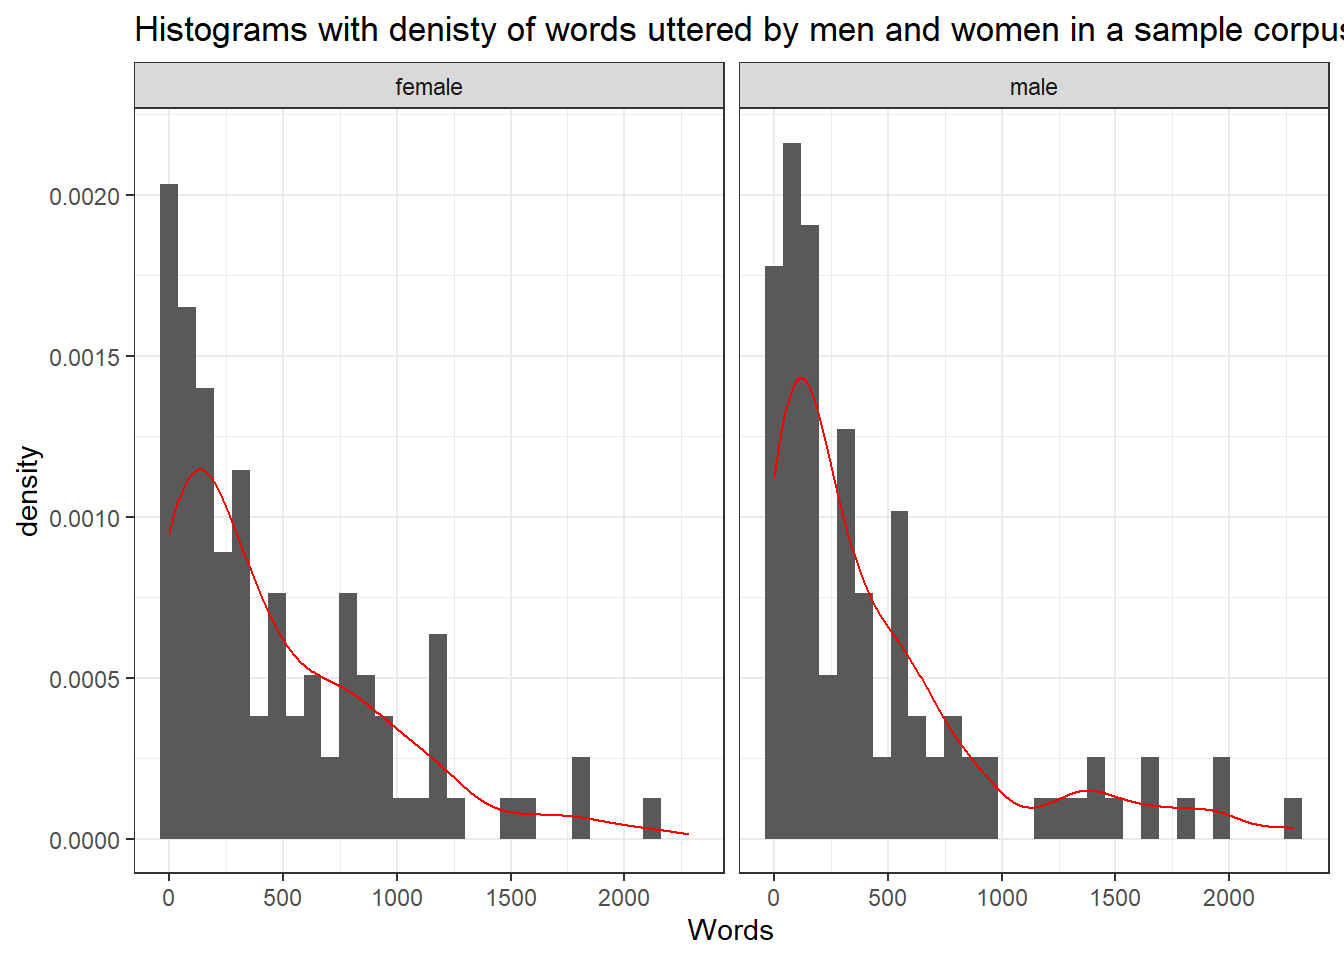 Histograms with denisty of words uttered by men and women in a sample corpus
female
male
density
0.0020
0.0015
0.0010
0.0005
0.0000
0 500 1000 1500 2000
0 500 1000 1500 2000
Words